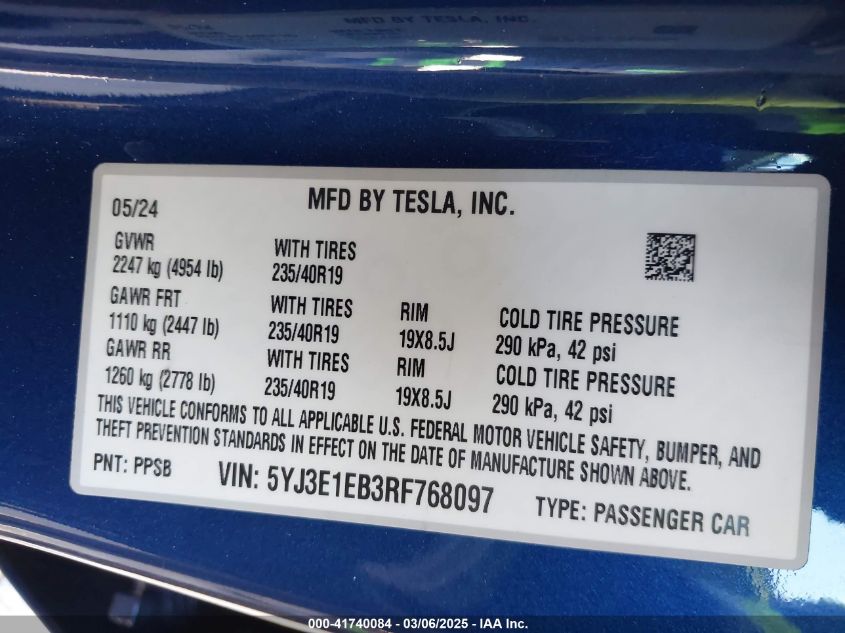 MFD BY TESLA, INC.
05/24
MFD BY TESLA, INC.
GVWR
2247 kg (4954 lb)
WITH TIRES
235/40R19
GAWR FRT
1110 kg (2447 lb)
WITH TIRES
235/40R19
RIM
19X8.5J
COLD TIRE PRESSURE
290 kPa, 42 psi
GAWR RR
1260 kg (2778 lb)
WITH TIRES
235/40R19
RIM
19X8.5J
COLD TIRE PRESSURE
290 kPa, 42 psi
THIS VEHICLE CONFORMS TO ALL APPLICABLE U.S. FEDERAL MOTOR VEHICLE SAFETY, BUMPER, AND
THEFT PREVENTION STANDARDS IN EFFECT ON THE DATE OF MANUFACTURE SHOWN ABOVE.
PNT: PPSB VIN: 5YJ3E1EB3RF768097 TYPE: PASSENGER CAR
000-41740084 - 03/06/2025 - IAA Inc.